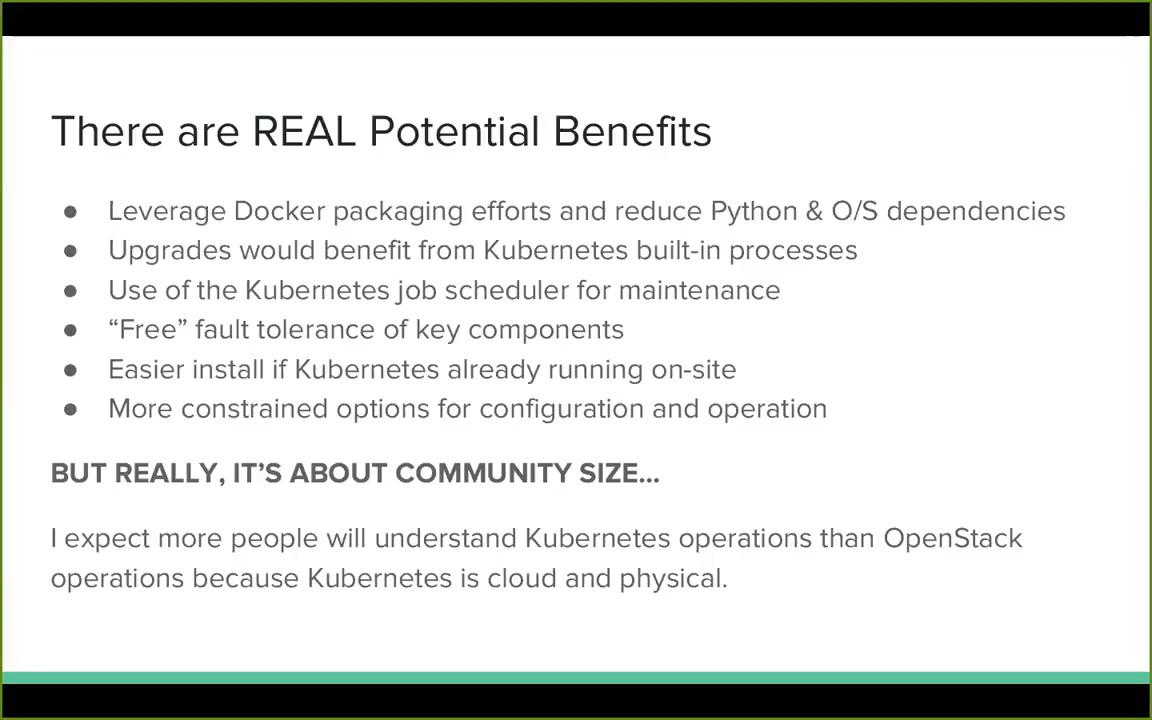 There are REAL Potential Benefits
● Leverage Docker packaging efforts and reduce Python & O/S dependencies
● Upgrades would benefit from Kubernetes built-in processes
● Use of the Kubernetes job scheduler for maintenance
● “Free” fault tolerance of key components
● Easier install if Kubernetes already running on-site
● More constrained options for configuration and operation
BUT REALLY, IT’S ABOUT COMMUNITY SIZE...
I expect more people will understand Kubernetes operations than OpenStack
operations because Kubernetes is cloud and physical.